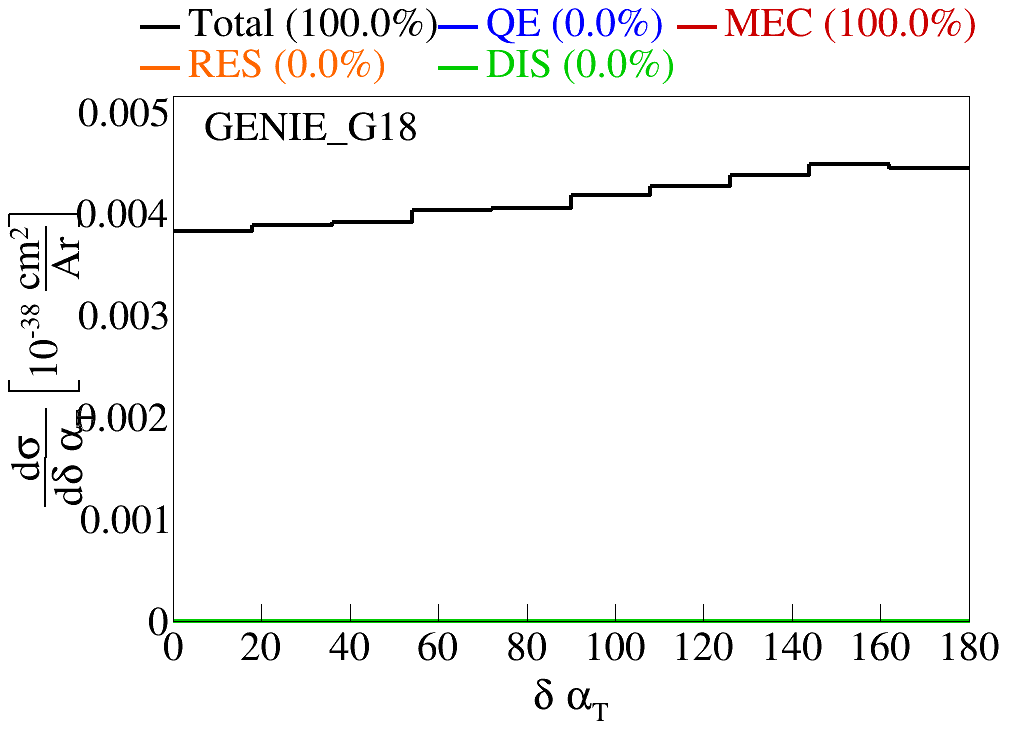 Total (100.0%) QE (0.0%) MEC (100.0%)
RES (0.0%) DIS (0.0%)
GENIE_G18
0.005
0.004
0.003
0.002
0.001
0
dσ/dδ α_T [10^-38 cm^2/Ar]
0 20 40 60 80 100 120 140 160 180
δ α_T